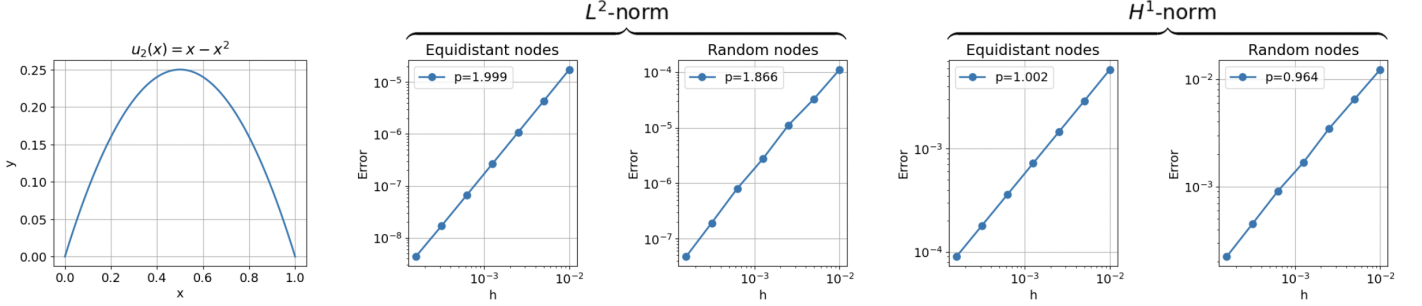 L²-norm
H¹-norm
u₂(x) = x − x²
0.25
0.20
0.15
0.10
0.05
0.00
y
0.0 0.2 0.4 0.6 0.8 1.0
x
Equidistant nodes
p=1.999
10⁻⁵
10⁻⁶
10⁻⁷
10⁻⁸
Error
10⁻³ 10⁻²
h
Random nodes
p=1.866
10⁻⁴
10⁻⁵
10⁻⁶
10⁻⁷
Error
10⁻³ 10⁻²
h
Equidistant nodes
p=1.002
10⁻³
10⁻⁴
Error
10⁻³ 10⁻²
h
Random nodes
p=0.964
10⁻²
10⁻³
Error
10⁻³ 10⁻²
h